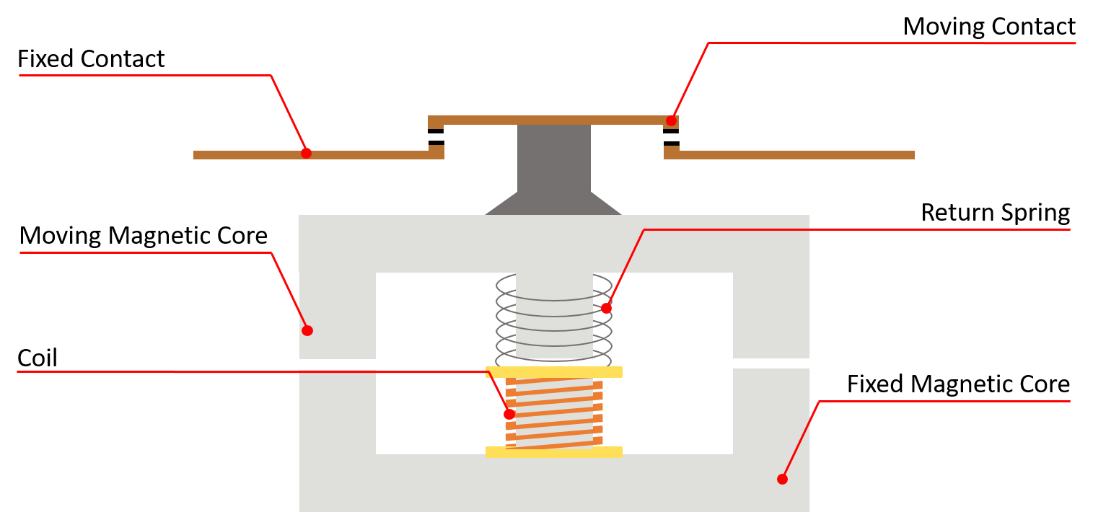 Moving Contact
Fixed Contact
Return Spring
Moving Magnetic Core
Coil
Fixed Magnetic Core